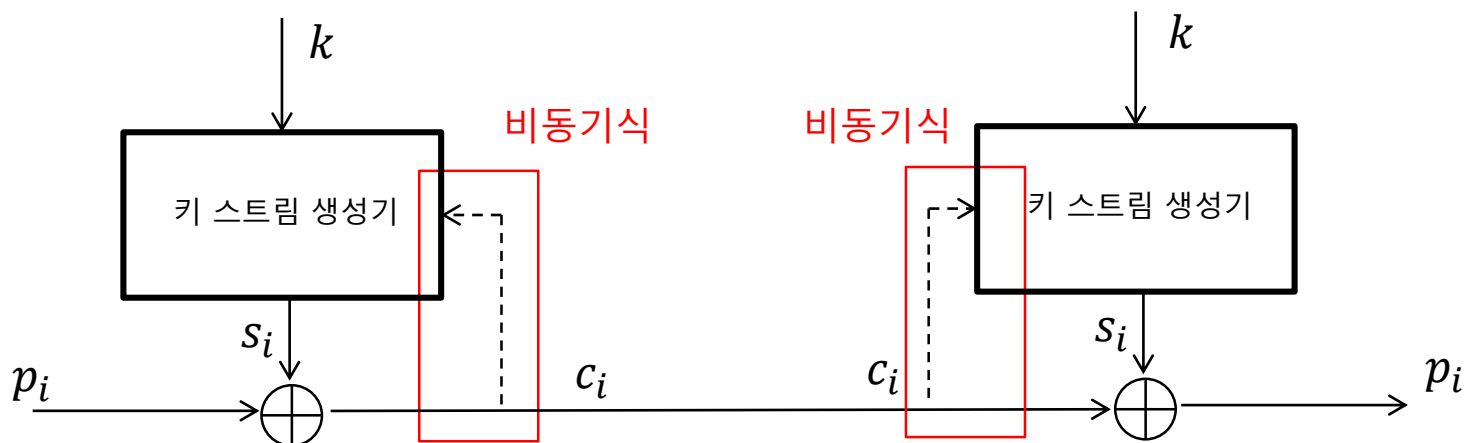 k
k
비동기식
비동기식
키 스트림 생성기
키 스트림 생성기
s_i
s_i
p_i
c_i
c_i
p_i